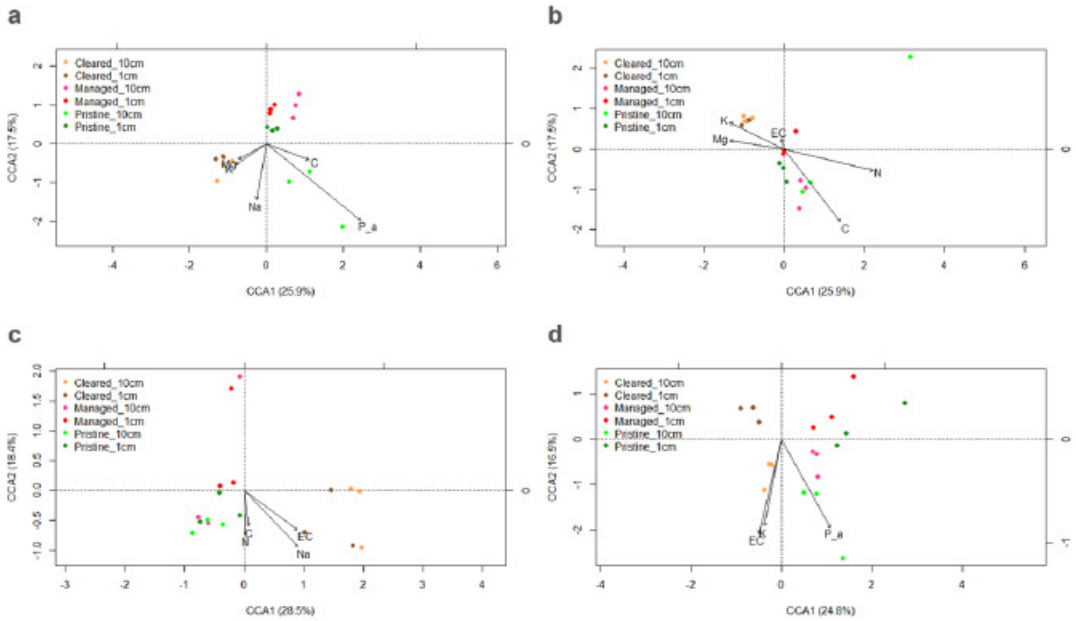 a
Cleared_10cm
Cleared_1cm
Managed_10cm
Managed_1cm
Pristine_10cm
Pristine_1cm
C
Na
P_a
CCA2 (17.5%)
2
1
0
-1
-2
-4
-2
0
2
4
6
CCA1 (25.9%)
b
Cleared_10cm
Cleared_1cm
Managed_10cm
Managed_1cm
Pristine_10cm
Pristine_1cm
K
Mg
EC
N
C
CCA2 (17.5%)
2
1
0
-1
-2
0
-4
-2
0
2
4
6
CCA1 (25.9%)
c
Cleared_10cm
Cleared_1cm
Managed_10cm
Managed_1cm
Pristine_10cm
Pristine_1cm
C
N
EC
Na
CCA2 (18.4%)
2.0
1.5
1.0
0.5
0.0
-0.5
-1.0
0
-3
-2
-1
0
1
2
3
4
CCA1 (28.5%)
d
Cleared_10cm
Cleared_1cm
Managed_10cm
Managed_1cm
Pristine_10cm
Pristine_1cm
K
EC
P_a
CCA2 (16.5%)
1
0
-1
-2
0
-1
-4
-2
0
2
4
CCA1 (24.8%)